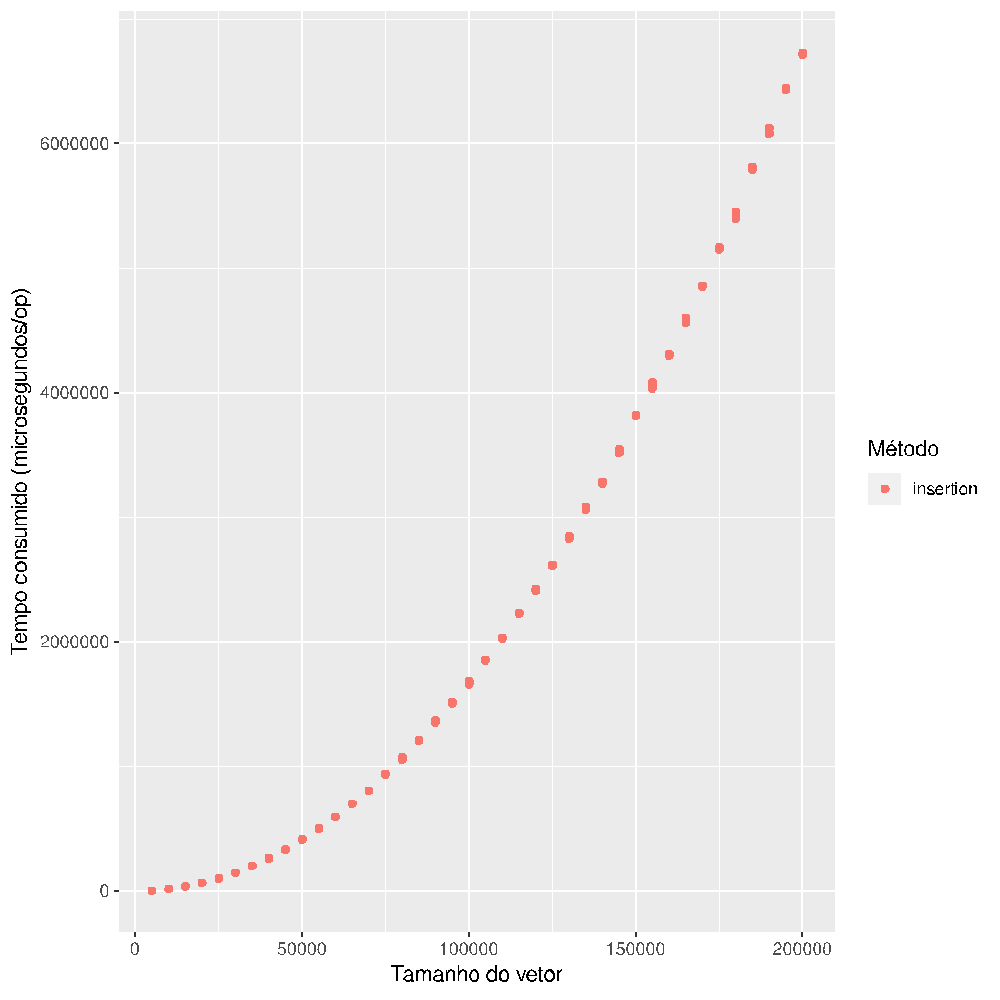 Tempo consumido (microsegundos/op)
6000000
4000000
2000000
0
0 50000 100000 150000 200000
Tamanho do vetor
Método
insertion